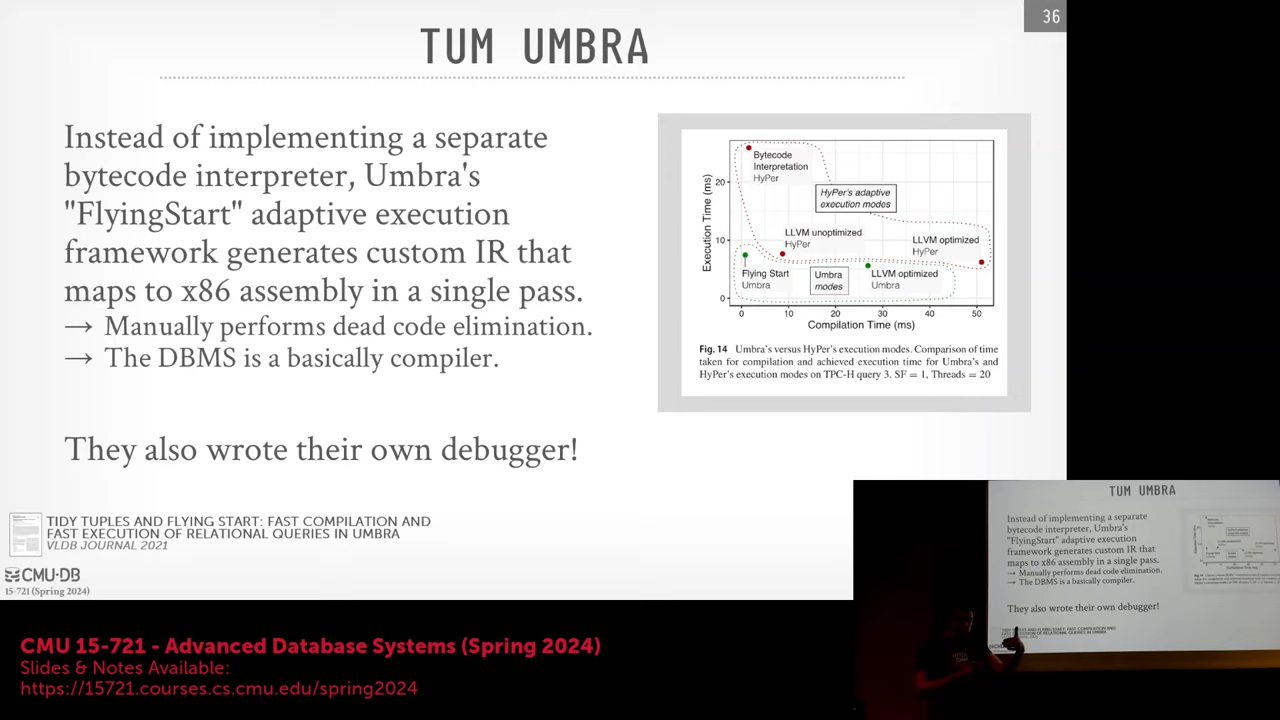 36
TUM UMBRA
Instead of implementing a separate
bytecode interpreter, Umbra's
"FlyingStart" adaptive execution
framework generates custom IR that
maps to x86 assembly in a single pass.
→ Manually performs dead code elimination.
→ The DBMS is a basically compiler.
They also wrote their own debugger!
Execution Time (ms)
20
10
0
Bytecode
Interpretation
HyPer
HyPer's adaptive
execution modes
LLVM unoptimized
HyPer
LLVM optimized
HyPer
Flying Start
Umbra
Umbra
modes
LLVM optimized
Umbra
0 10 20 30 40 50
Compilation Time (ms)
Fig. 14 Umbra's versus HyPer's execution modes. Comparison of time
taken for compilation and achieved execution time for Umbra's and
HyPer's execution modes on TPC-H query 3. SF = 1, Threads = 20
TIDY TUPLES AND FLYING START: FAST COMPILATION AND
FAST EXECUTION OF RELATIONAL QUERIES IN UMBRA
VLDB JOURNAL 2021
CMU·DB
15-721 (Spring 2024)
TUM UMBRA
Instead of implementing a separate
bytecode interpreter, Umbra's
"FlyingStart" adaptive execution
framework generates custom IR that
maps to x86 assembly in a single pass.
→ Manually performs dead code elimination.
→ The DBMS is a basically compiler.
They also wrote their own debugger!
CMU 15-721 - Advanced Database Systems (Spring 2024)
Slides & Notes Available:
https://15721.courses.cs.cmu.edu/spring2024